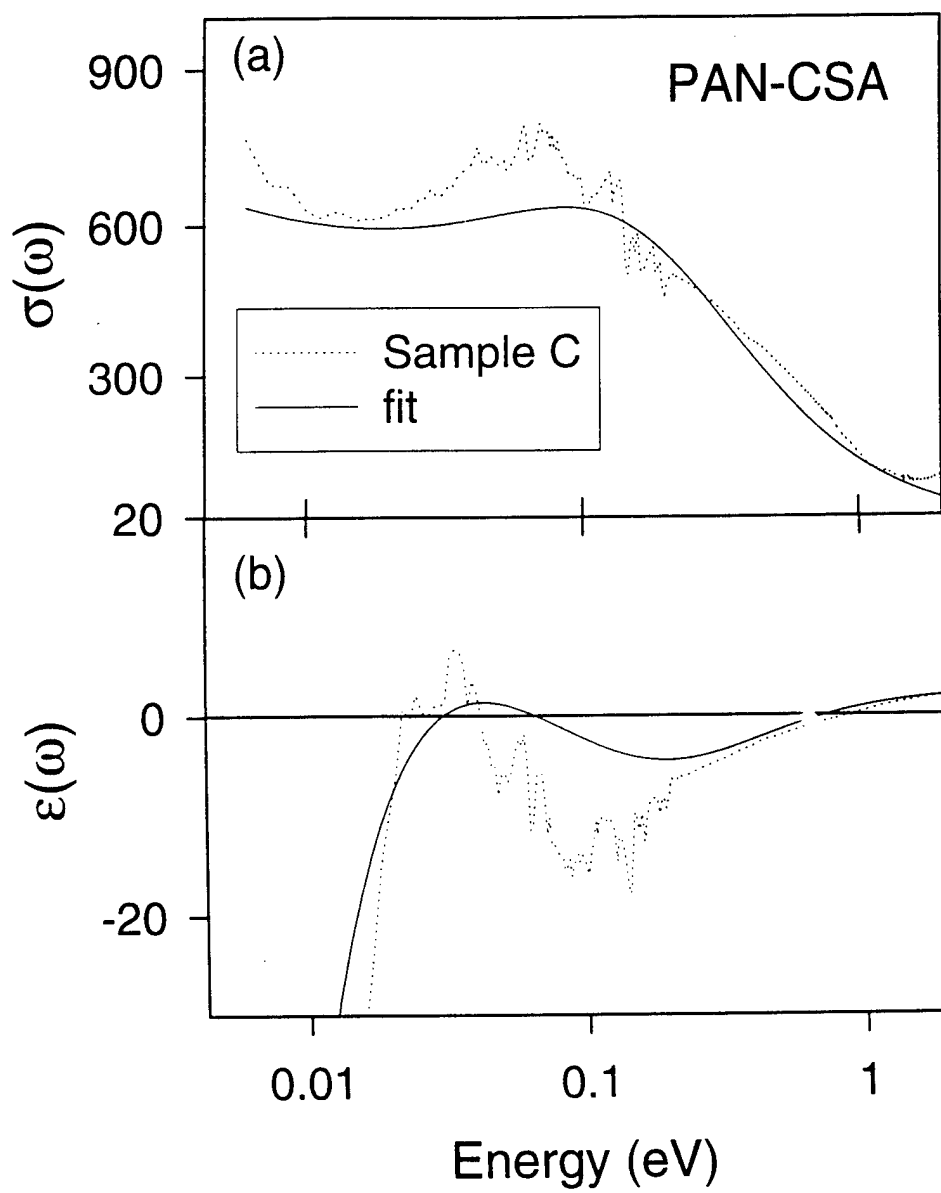 (a)
PAN-CSA
900
600
300
σ(ω)
Sample C
fit
(b)
20
0
-20
ε(ω)
0.01
0.1
1
Energy (eV)